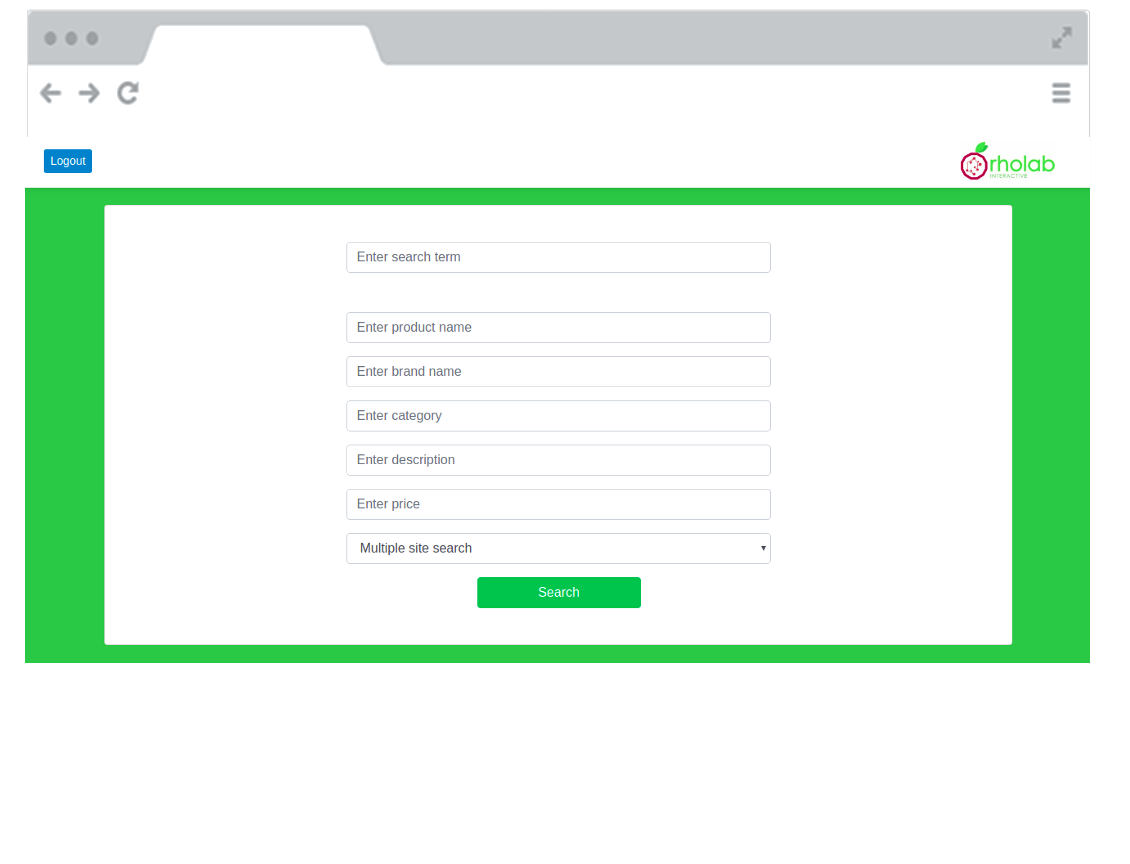 Logout
rholab
INTERACTIVE
Enter search term
Enter product name
Enter brand name
Enter category
Enter description
Enter price
Multiple site search
Search